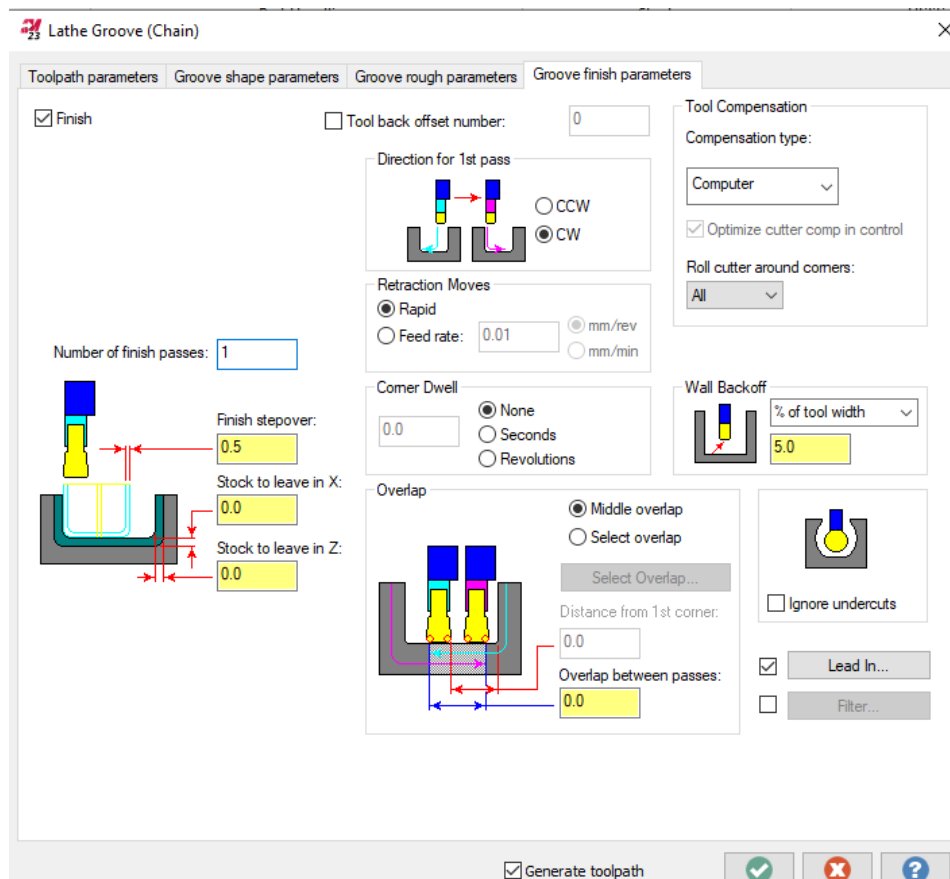 23 Lathe Groove (Chain)
Toolpath parameters Groove shape parameters Groove rough parameters Groove finish parameters
Finish
Tool back offset number: 0
Tool Compensation
Compensation type:
Computer
Optimize cutter comp in control
Roll cutter around corners:
All
Direction for 1st pass
CCW
CW
Retraction Moves
Rapid
Feed rate: 0.01 mm/rev
mm/min
Number of finish passes: 1
Corner Dwell
0.0
None
Seconds
Revolutions
Wall Backoff
% of tool width
5.0
Finish stepover:
0.5
Stock to leave in X:
0.0
Stock to leave in Z:
0.0
Overlap
Middle overlap
Select overlap
Select Overlap...
Distance from 1st corner:
0.0
Overlap between passes:
0.0
Ignore undercuts
Lead In...
Filter...
Generate toolpath
?